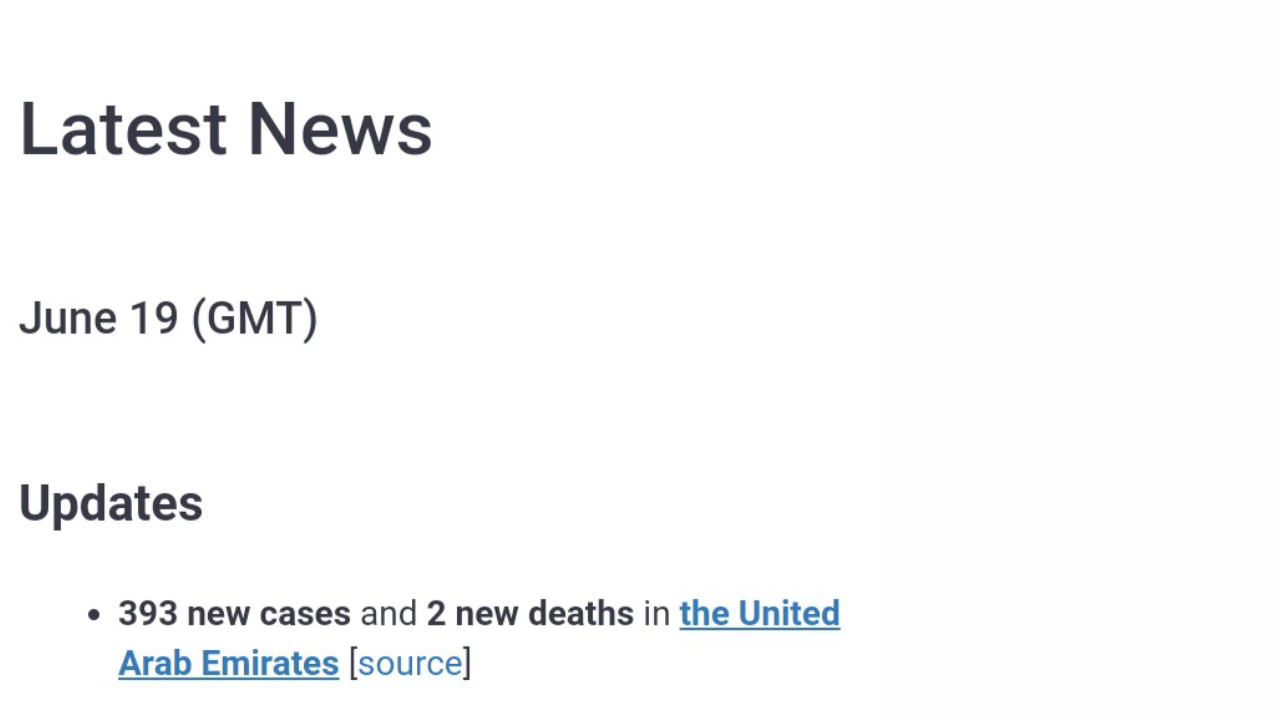 Latest News
June 19 (GMT)
Updates
• 393 new cases and 2 new deaths in the United
Arab Emirates [source]